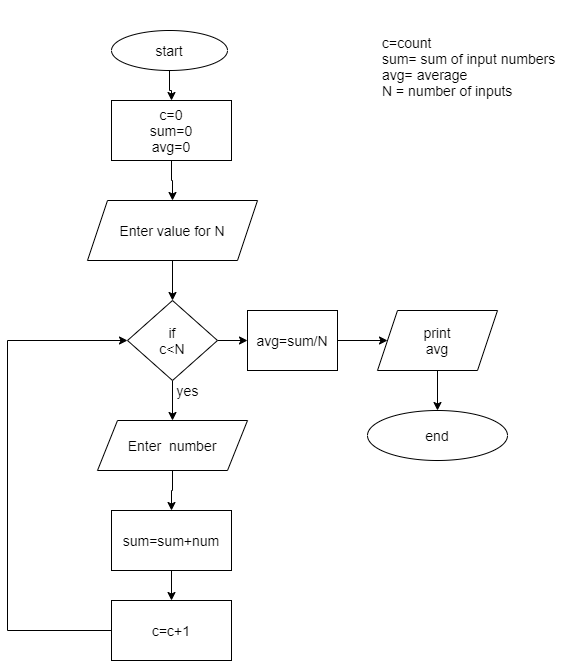 start
c=count
sum= sum of input numbers
avg= average
N = number of inputs
c=0
sum=0
avg=0
Enter value for N
if
c<N
avg=sum/N
print
avg
yes
Enter number
end
sum=sum+num
c=c+1